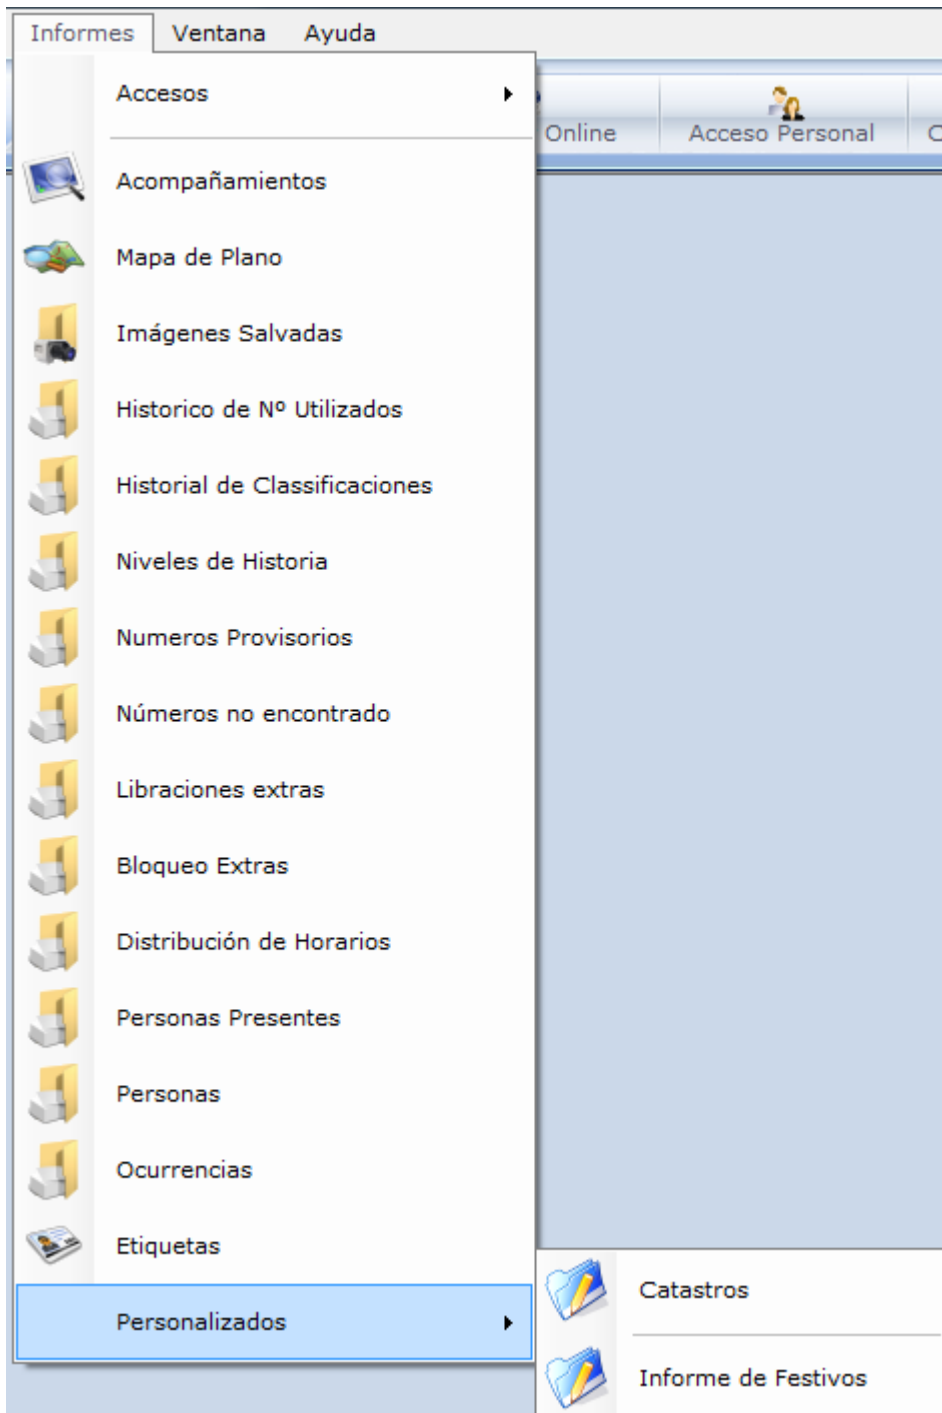 Informes Ventana Ayuda
Accesos
Online Acceso Personal
Acompañamientos
Mapa de Plano
Imágenes Salvadas
Historico de Nº Utilizados
Historial de Classificaciones
Niveles de Historia
Numeros Provisorios
Números no encontrado
Libraciones extras
Bloqueo Extras
Distribución de Horarios
Personas Presentes
Personas
Ocurrencias
Etiquetas
Personalizados
Catastros
Informe de Festivos